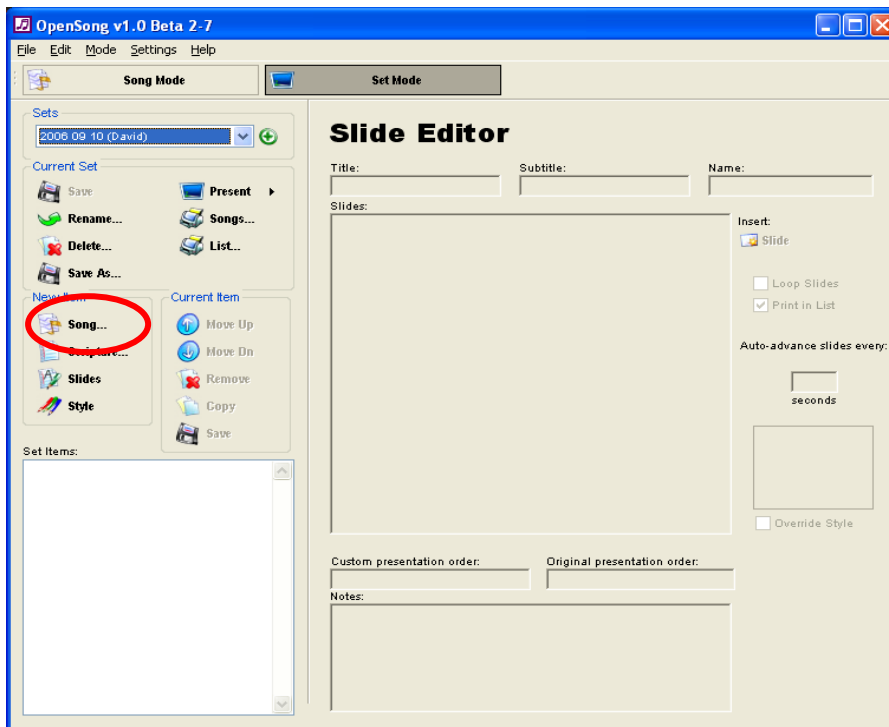 OpenSong v1.0 Beta 2-7
File Edit Mode Settings Help
Song Mode
Set Mode
Sets
2006 09 10 (David)
Current Set
Save
Present
Rename...
Songs...
Delete...
List...
Save As...
New Item
Song...
Scripture...
Slides
Style
Current Item
Move Up
Move Dn
Remove
Copy
Save
Set Items:
Slide Editor
Title:
Subtitle:
Name:
Slides:
Insert:
Slide
Loop Slides
Print in List
Auto-advance slides every:
seconds
Override Style
Custom presentation order:
Original presentation order:
Notes: